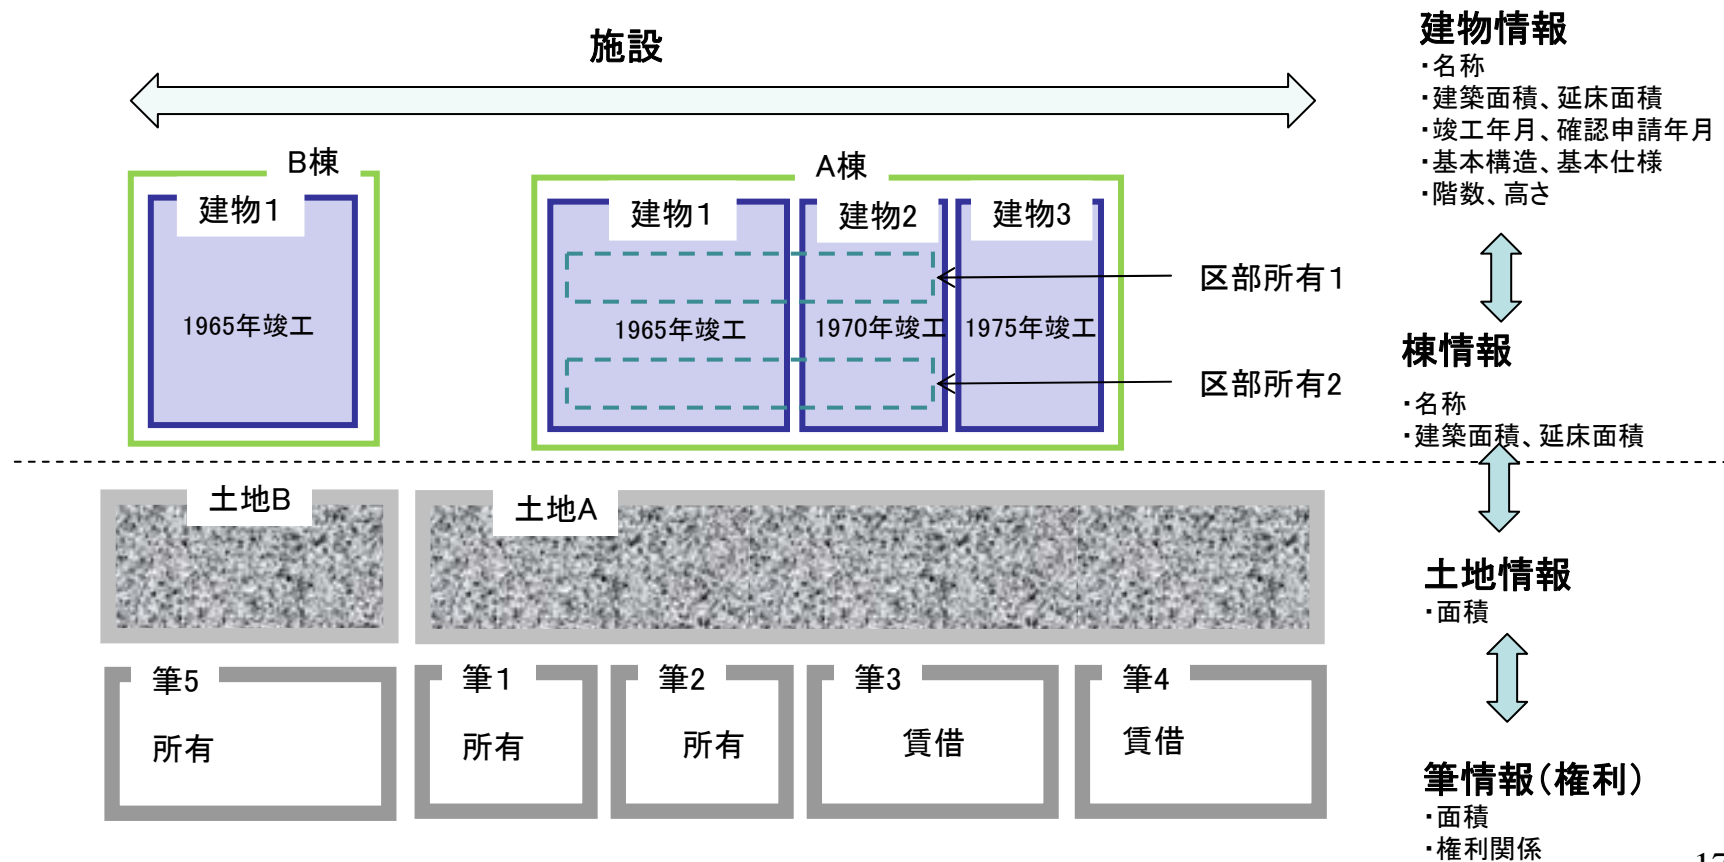 施設
B棟
建物1
1965年竣工
A棟
建物1
1965年竣工
建物2
1970年竣工
建物3
1975年竣工
区部所有1
区部所有2
土地B
土地A
筆5
所有
筆1
所有
筆2
所有
筆3
賃借
筆4
賃借
建物情報
・名称
・建築面積、延床面積
・竣工年月、確認申請年月
・基本構造、基本仕様
・階数、高さ
棟情報
・名称
・建築面積、延床面積
土地情報
・面積
筆情報（権利）
・面積
・権利関係